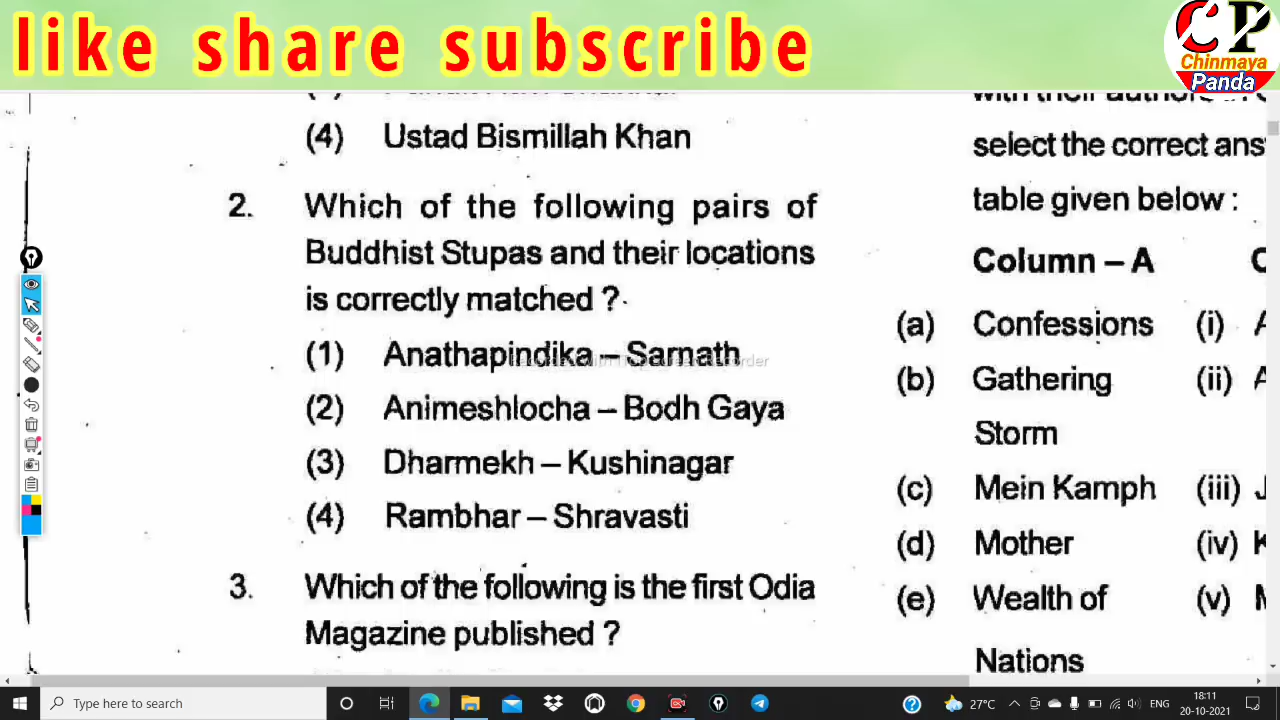 like share subscribe
CP
Chinmaya
Panda
(4) Ustad Bismillah Khan
2. Which of the following pairs of
Buddhist Stupas and their locations
is correctly matched ?
(1) Anathapindika – Sarnath
(2) Animeshlocha – Bodh Gaya
(3) Dharmekh – Kushinagar
(4) Rambhar – Shravasti
3. Which of the following is the first Odia
Magazine published ?
with their authors
select the correct ans
table given below :
Column – A
(a) Confessions (i)
(b) Gathering (ii)
Storm
(c) Mein Kamph (iii)
(d) Mother (iv)
(e) Wealth of (v)
Nations
Type here to search
27°C
ENG
18:11
20-10-2021